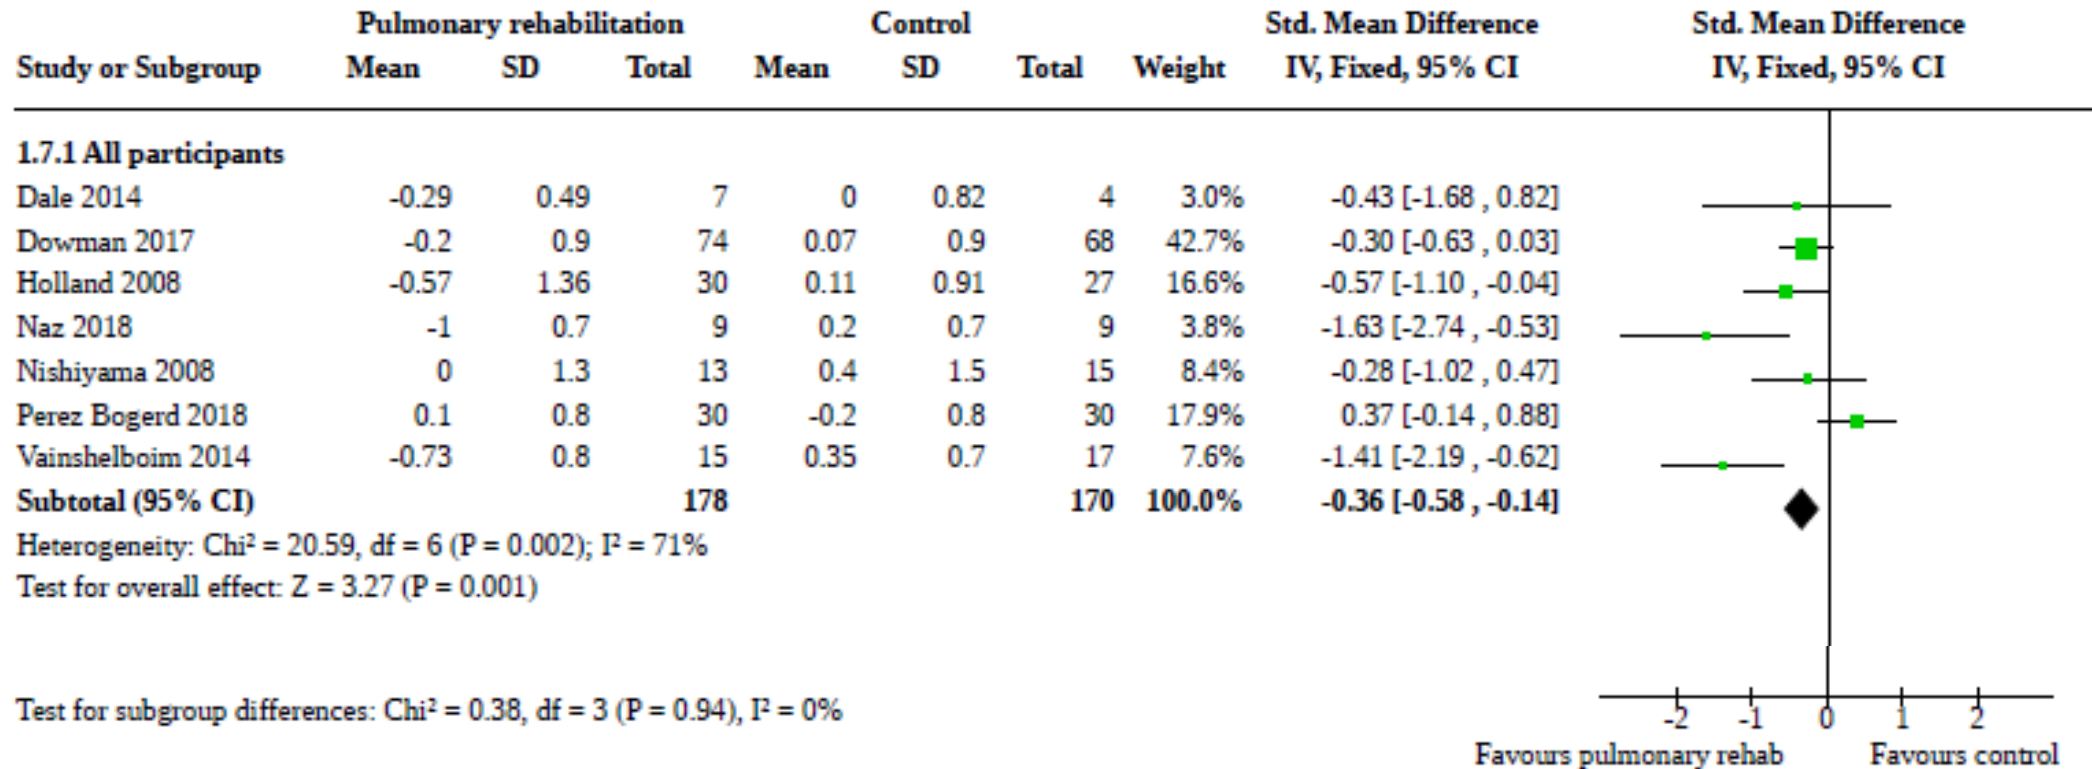 Pulmonary rehabilitation Control Std. Mean Difference Std. Mean Difference
Study or Subgroup Mean SD Total Mean SD Total Weight IV, Fixed, 95% CI IV, Fixed, 95% CI
1.7.1 All participants
Dale 2014 -0.29 0.49 7 0 0.82 4 3.0% -0.43 [-1.68 , 0.82]
Dowman 2017 -0.2 0.9 74 0.07 0.9 68 42.7% -0.30 [-0.63 , 0.03]
Holland 2008 -0.57 1.36 30 0.11 0.91 27 16.6% -0.57 [-1.10 , -0.04]
Naz 2018 -1 0.7 9 0.2 0.7 9 3.8% -1.63 [-2.74 , -0.53]
Nishiyama 2008 0 1.3 13 0.4 1.5 15 8.4% -0.28 [-1.02 , 0.47]
Perez Bogerd 2018 0.1 0.8 30 -0.2 0.8 30 17.9% 0.37 [-0.14 , 0.88]
Vainshelboim 2014 -0.73 0.8 15 0.35 0.7 17 7.6% -1.41 [-2.19 , -0.62]
Subtotal (95% CI) 178 170 100.0% -0.36 [-0.58 , -0.14]
Heterogeneity: Chi² = 20.59, df = 6 (P = 0.002); I² = 71%
Test for overall effect: Z = 3.27 (P = 0.001)
Test for subgroup differences: Chi² = 0.38, df = 3 (P = 0.94), I² = 0%
-2 -1 0 1 2
Favours pulmonary rehab Favours control